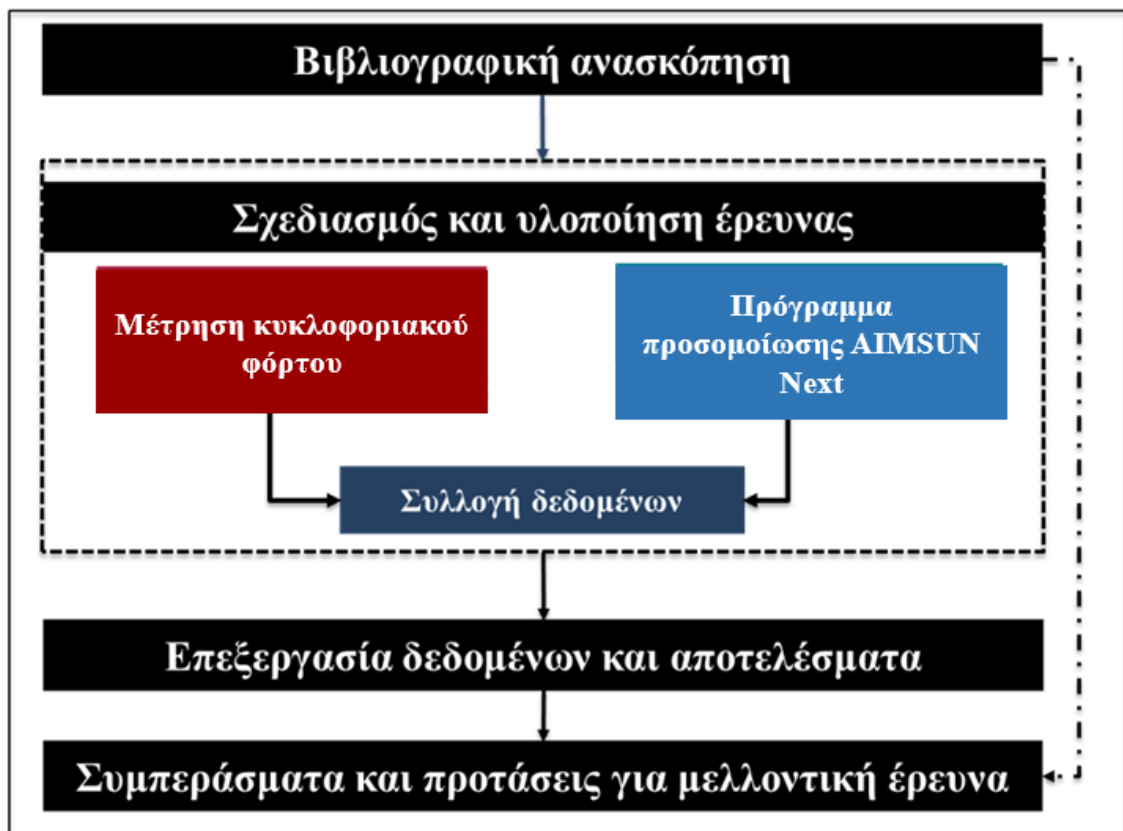 Βιβλιογραφική ανασκόπηση
Σχεδιασμός και υλοποίηση έρευνας
Μέτρηση κυκλοφοριακού
φόρτου
Πρόγραμμα
προσομοίωσης AIMSUN
Next
Συλλογή δεδομένων
Επεξεργασία δεδομένων και αποτελέσματα
Συμπεράσματα και προτάσεις για μελλοντική έρευνα